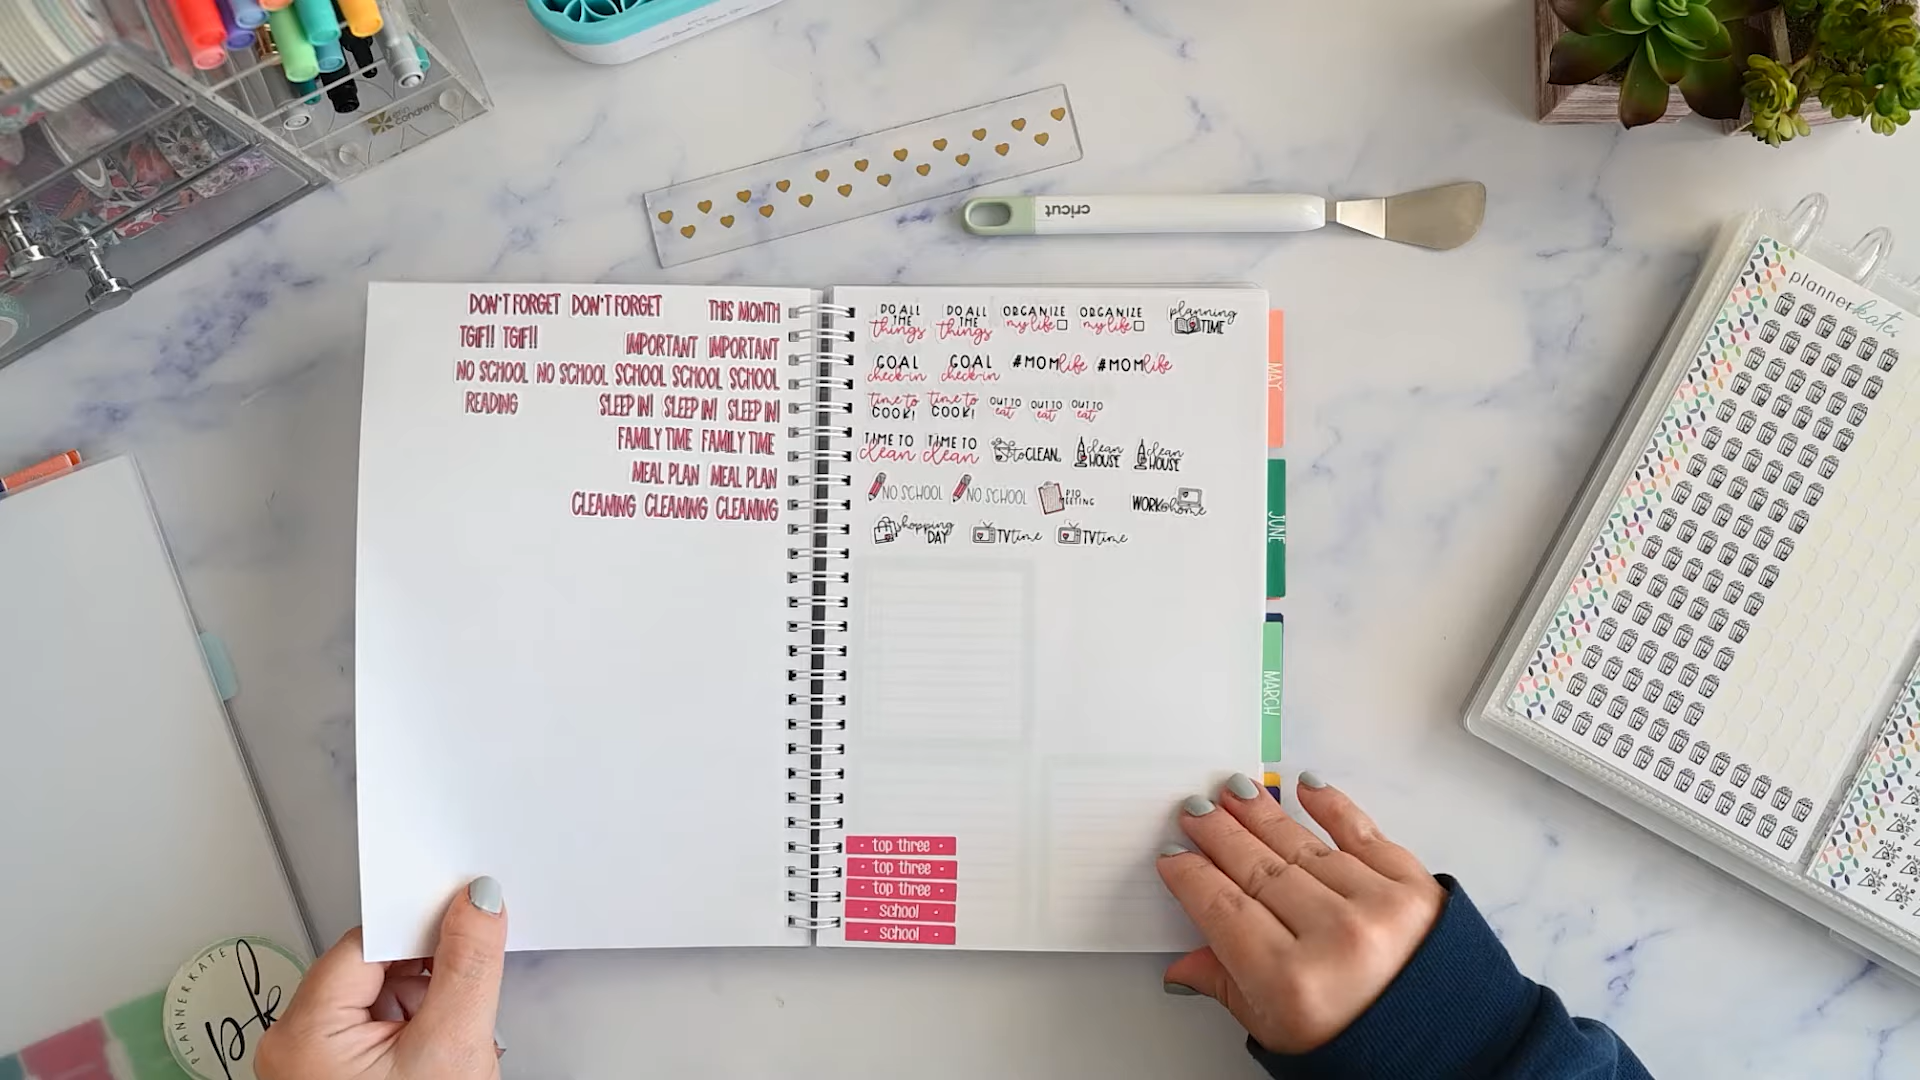 erin condren
cricut
DON'T FORGET DON'T FORGET THIS MONTH
TGIF!! TGIF!! IMPORTANT IMPORTANT
NO SCHOOL NO SCHOOL SCHOOL SCHOOL SCHOOL
READING SLEEP IN! SLEEP IN! SLEEP IN!
FAMILY TIME FAMILY TIME
MEAL PLAN MEAL PLAN
CLEANING CLEANING CLEANING
DO ALL THE things DO ALL THE things ORGANIZE my life ORGANIZE my life planning TIME
GOAL check-in GOAL check-in #MOMlife #MOMlife
time to COOK! time to COOK! OUT TO eat OUT TO eat OUT TO eat
TIME TO clean TIME TO clean to CLEAN. clean HOUSE clean HOUSE
NO SCHOOL NO SCHOOL PTO MEETING WORK@home
shopping DAY TV time TV time
top three
top three
top three
school
school
MAY
JUNE
MARCH
plannerkate
PLANNERKATE
pk